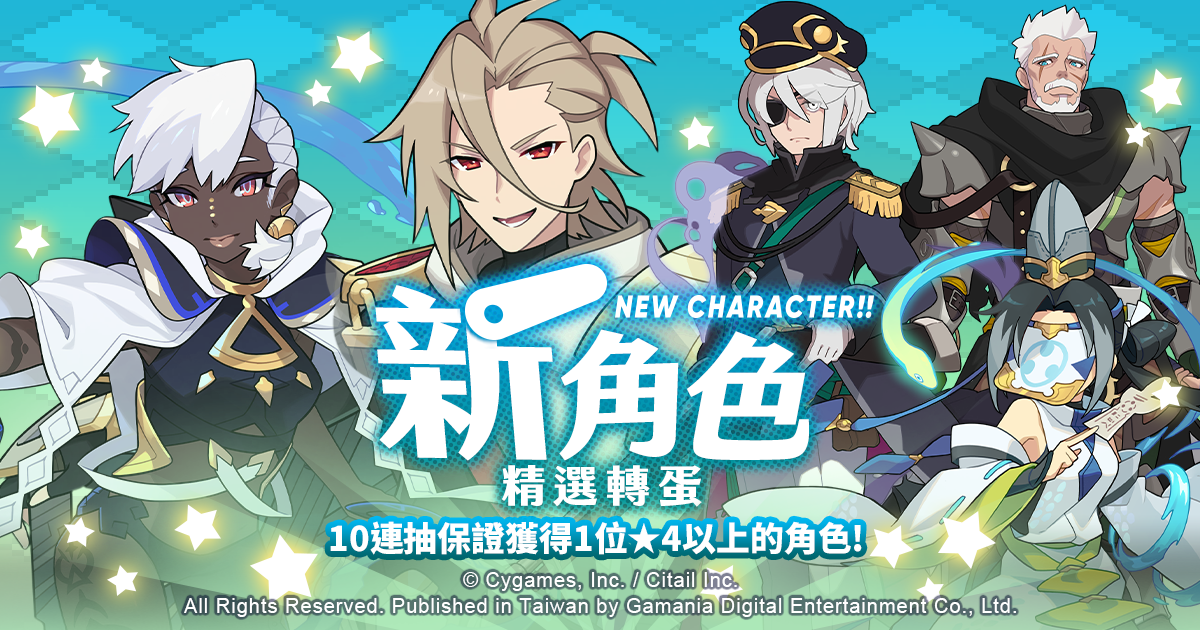 NEW CHARACTER!!
新角色
精選轉蛋
10連抽保證獲得1位★4以上的角色!
© Cygames, Inc. / Citail Inc.
All Rights Reserved. Published in Taiwan by Gamania Digital Entertainment Co., Ltd.